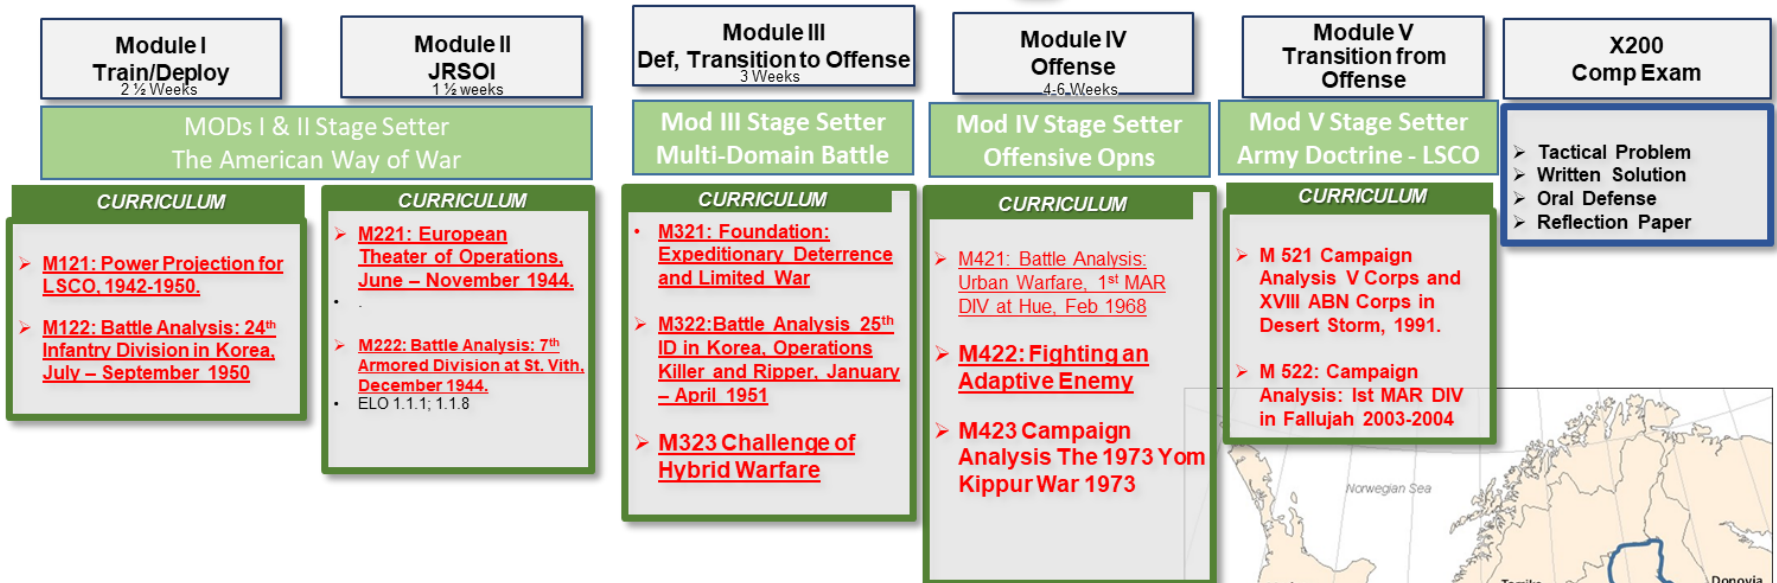 Module I
Train/Deploy
2 ½ Weeks
Module II
JRSOI
1 ½ weeks
Module III
Def, Transition to Offense
3 Weeks
Module IV
Offense
4-6 Weeks
Module V
Transition from
Offense
X200
Comp Exam
MODs I & II Stage Setter
The American Way of War
Mod III Stage Setter
Multi-Domain Battle
Mod IV Stage Setter
Offensive Opns
Mod V Stage Setter
Army Doctrine - LSCO
➢ Tactical Problem
➢ Written Solution
➢ Oral Defense
➢ Reflection Paper
CURRICULUM
➢ M121: Power Projection for
LSCO, 1942-1950.
➢ M122: Battle Analysis: 24th
Infantry Division in Korea,
July – September 1950
CURRICULUM
➢ M221: European
Theater of Operations,
June – November 1944.
• .
➢ M222: Battle Analysis: 7th
Armored Division at St. Vith,
December 1944.
• ELO 1.1.1; 1.1.8
CURRICULUM
• M321: Foundation:
Expeditionary Deterrence
and Limited War
➢ M322:Battle Analysis 25th
ID in Korea, Operations
Killer and Ripper, January
– April 1951
➢ M323 Challenge of
Hybrid Warfare
CURRICULUM
➢ M421: Battle Analysis:
Urban Warfare, 1st MAR
DIV at Hue, Feb 1968
➢ M422: Fighting an
Adaptive Enemy
➢ M423 Campaign
Analysis The 1973 Yom
Kippur War 1973
CURRICULUM
➢ M 521 Campaign
Analysis V Corps and
XVIII ABN Corps in
Desert Storm, 1991.
➢ M 522: Campaign
Analysis: Ist MAR DIV
in Fallujah 2003-2004
Norwegian Sea
Donovia